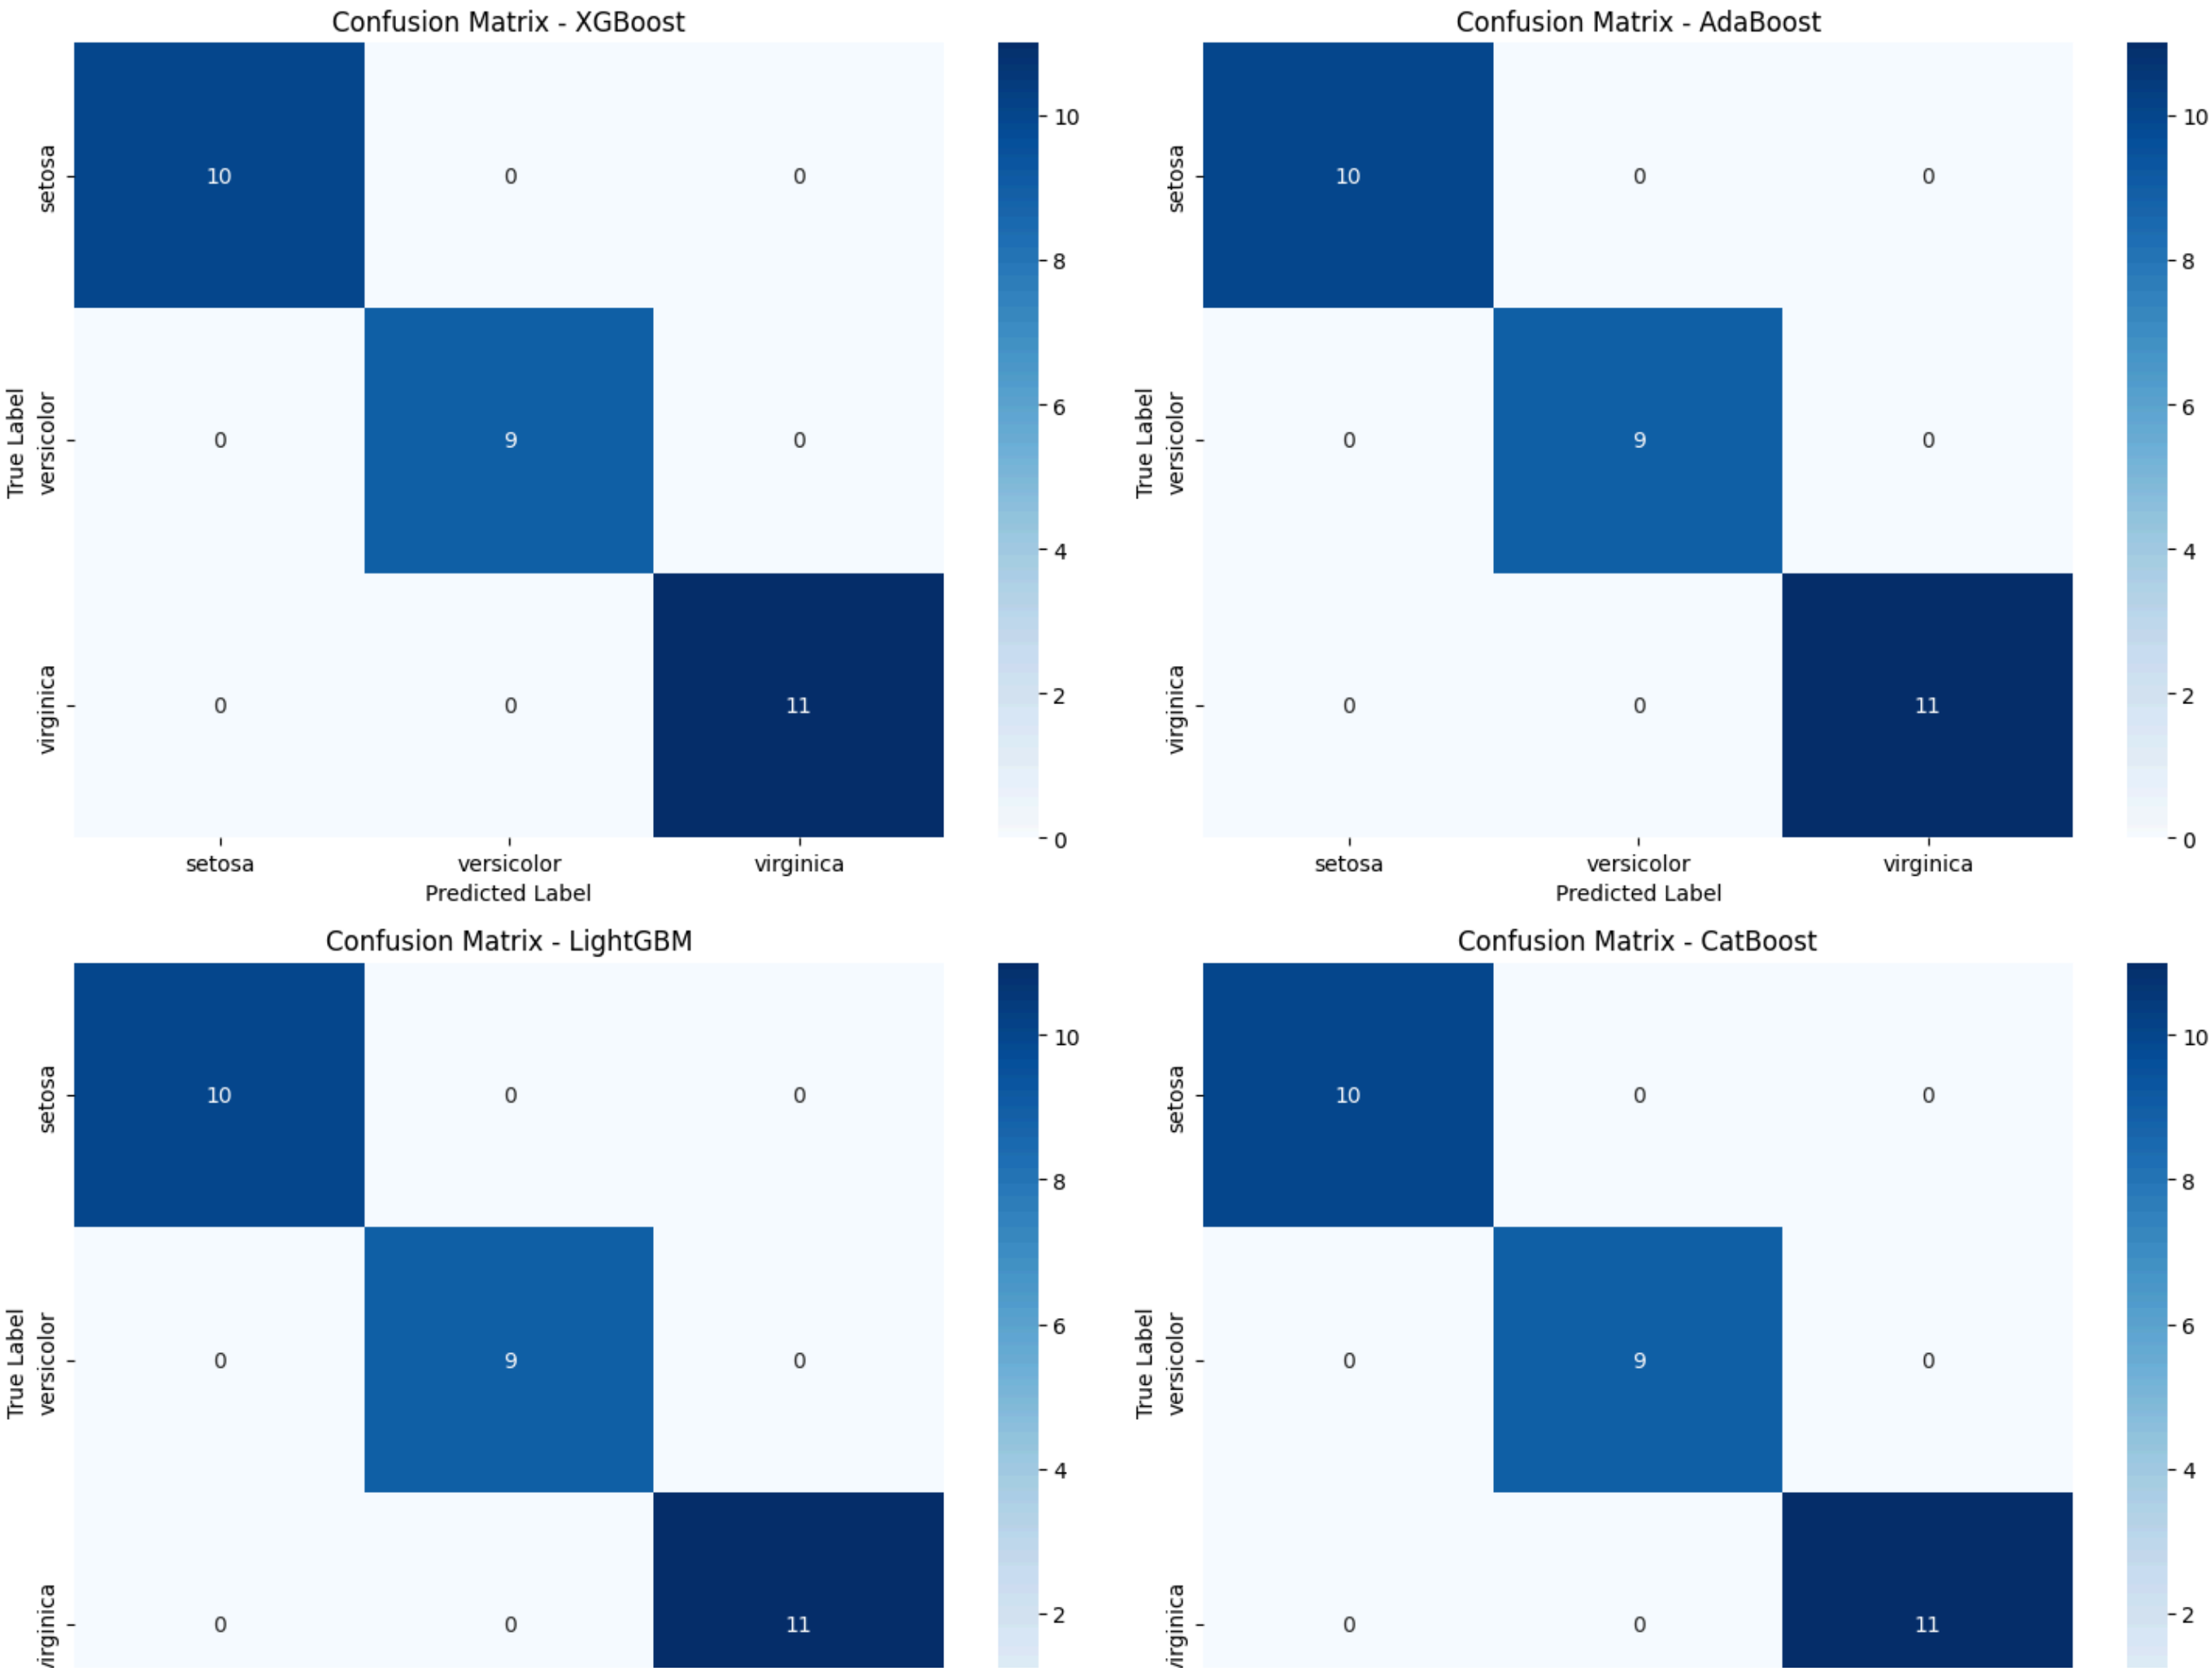 Confusion Matrix - XGBoost
10
8
6
4
2
0
True Label
setosa
versicolor
virginica
10 0 0
0 9 0
0 0 11
setosa versicolor virginica
Predicted Label
Confusion Matrix - AdaBoost
10
8
6
4
2
0
True Label
setosa
versicolor
virginica
10 0 0
0 9 0
0 0 11
setosa versicolor virginica
Predicted Label
Confusion Matrix - LightGBM
10
8
6
4
2
True Label
setosa
versicolor
virginica
10 0 0
0 9 0
0 0 11
Confusion Matrix - CatBoost
10
8
6
4
2
True Label
setosa
versicolor
virginica
10 0 0
0 9 0
0 0 11